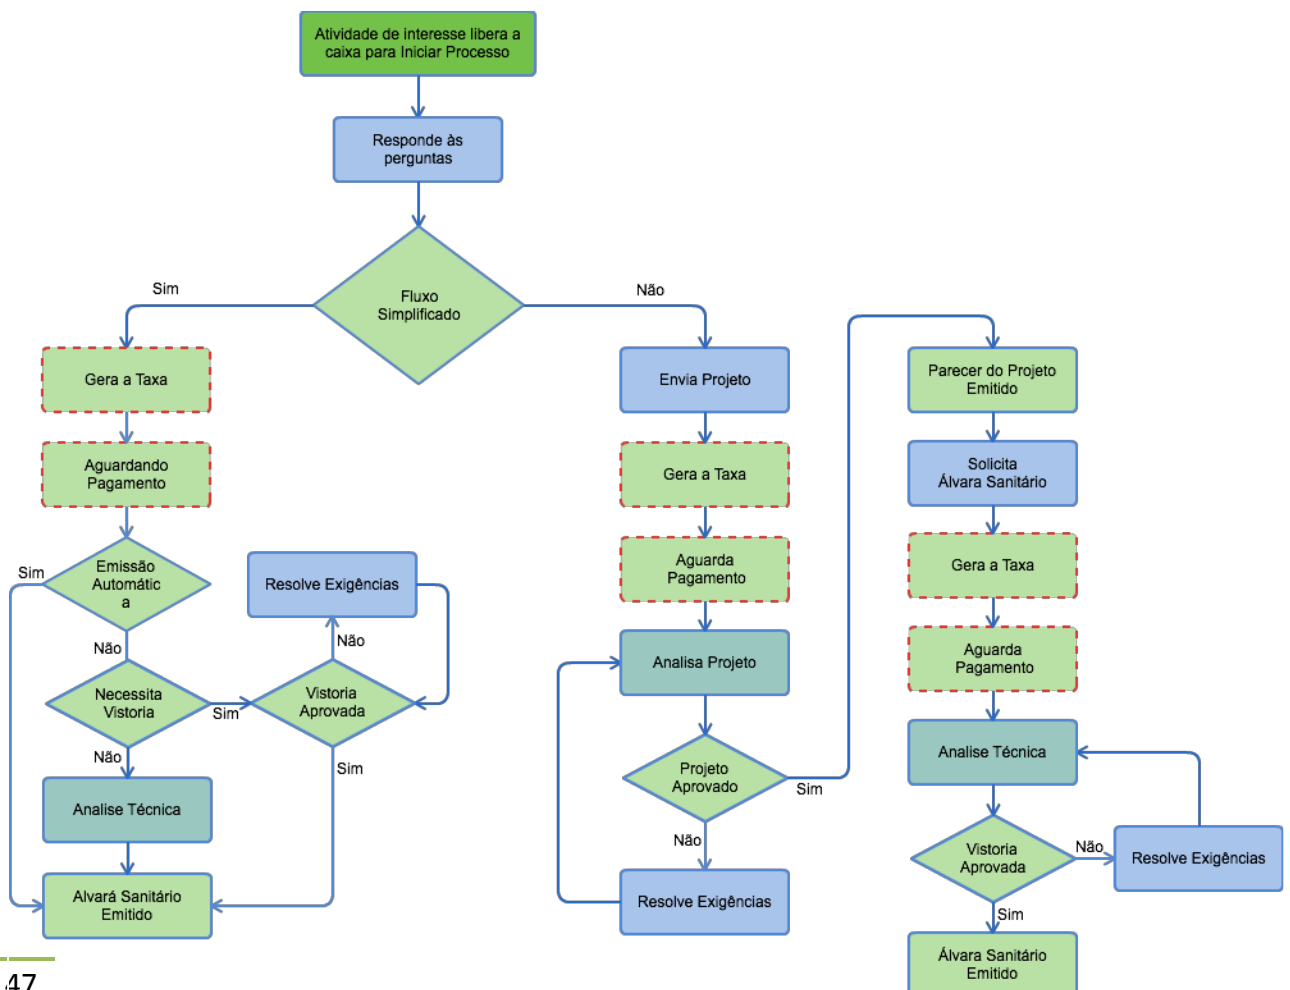 Atividade de interesse libera a
caixa para Iniciar Processo
Responde às
perguntas
Fluxo
Simplificado
Sim
Não
Gera a Taxa
Aguardando
Pagamento
Emissão
Automátic
a
Sim
Não
Necessita
Vistoria
Sim
Não
Analise Técnica
Alvará Sanitário
Emitido
Resolve Exigências
Não
Vistoria
Aprovada
Sim
Envia Projeto
Gera a Taxa
Aguarda
Pagamento
Analisa Projeto
Projeto
Aprovado
Sim
Não
Resolve Exigências
Parecer do Projeto
Emitido
Solicita
Álvara Sanitário
Gera a Taxa
Aguarda
Pagamento
Analise Técnica
Vistoria
Aprovada
Não
Resolve Exigências
Sim
Álvara Sanitário
Emitido
47